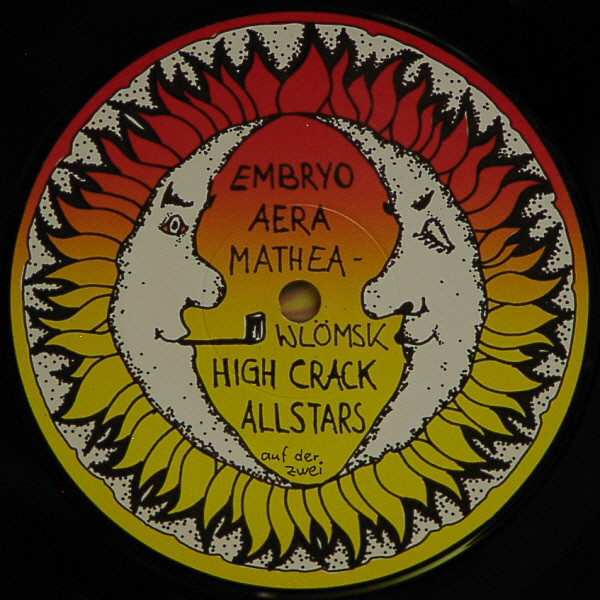 EMBRYO
AERA
MATHEA-
WLÖMSK
HIGH CRACK
ALLSTARS
auf der
zwei